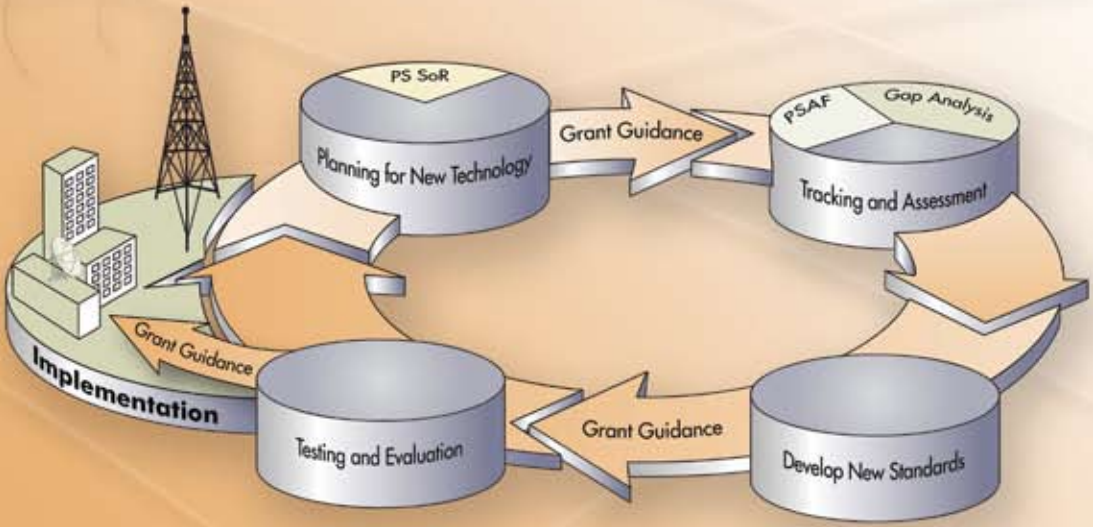 PS SoR
Planning for New Technology
Grant Guidance
PSAF
Gap Analysis
Tracking and Assessment
Grant Guidance
Implementation
Testing and Evaluation
Grant Guidance
Develop New Standards